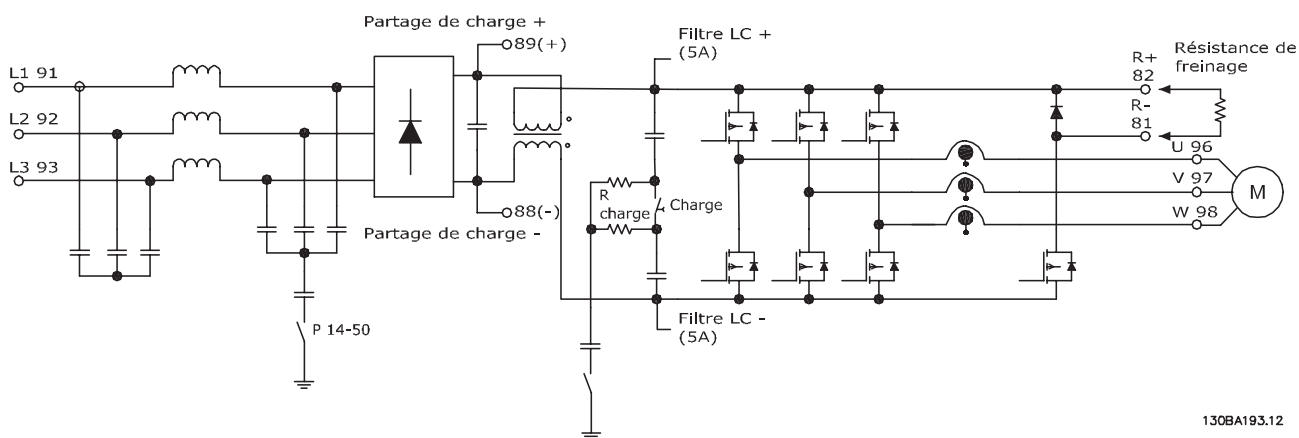 Partage de charge +
89(+)
Filtre LC +
(5A)
R+
82
Résistance de
freinage
L1 91
L2 92
R-
81
U 96
L3 93
V 97
M
R
charge
Charge
W 98
88(-)
Partage de charge -
P 14-50
Filtre LC -
(5A)
130BA193.12